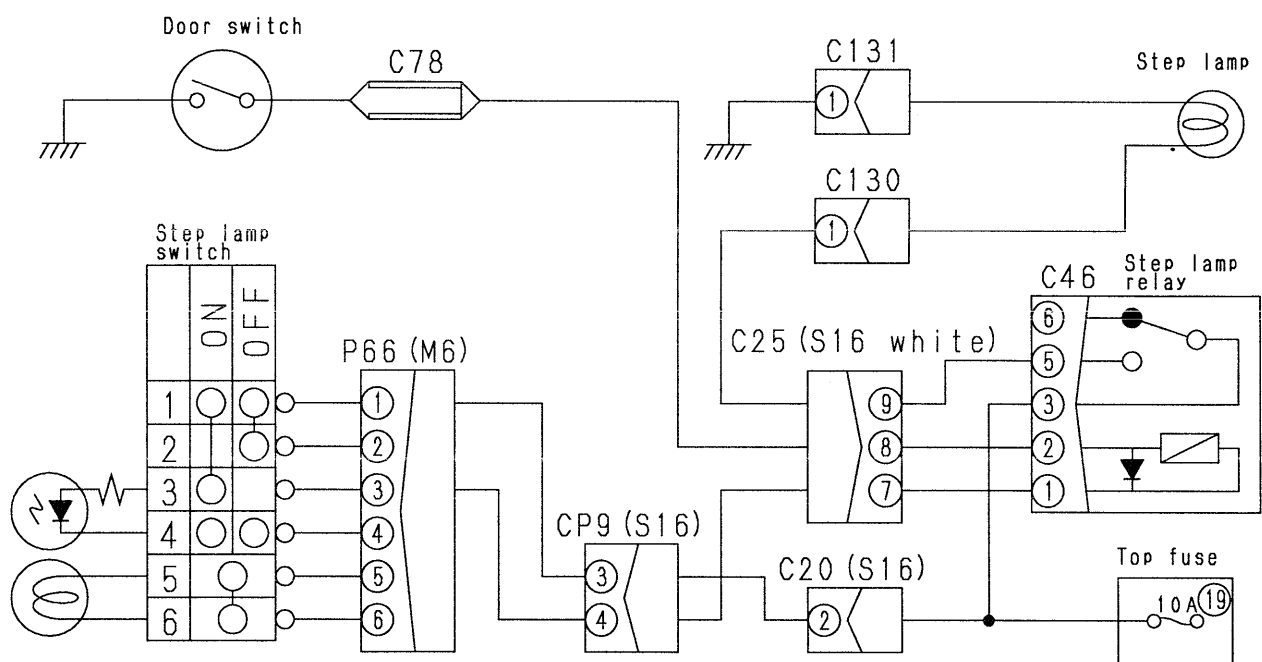 Door switch
C78
C131
Step lamp
1
C130
1
Step lamp
switch
ON
OFF
P66 (M6)
C25 (S16 white)
C46
Step lamp
relay
6
5
3
2
1
9
8
7
1
2
3
4
5
6
1
2
3
4
5
6
CP9 (S16)
3
4
C20 (S16)
2
Top fuse
10A
19